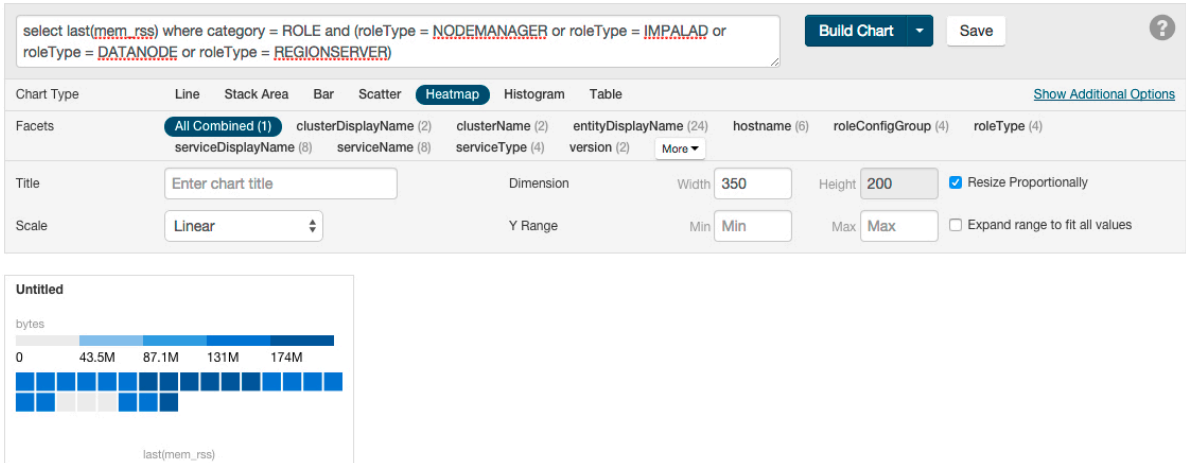 select last(mem_rss) where category = ROLE and (roleType = NODEMANAGER or roleType = IMPALAD or
roleType = DATANODE or roleType = REGIONSERVER)
Build Chart
Save
?
Chart Type Line Stack Area Bar Scatter Heatmap Histogram Table Show Additional Options
Facets All Combined (1) clusterDisplayName (2) clusterName (2) entityDisplayName (24) hostname (6) roleConfigGroup (4) roleType (4)
serviceDisplayName (8) serviceName (8) serviceType (4) version (2) More
Title Enter chart title Dimension Width 350 Height 200 Resize Proportionally
Scale Linear Y Range Min Min Max Max Expand range to fit all values
Untitled
bytes
0 43.5M 87.1M 131M 174M
last(mem_rss)